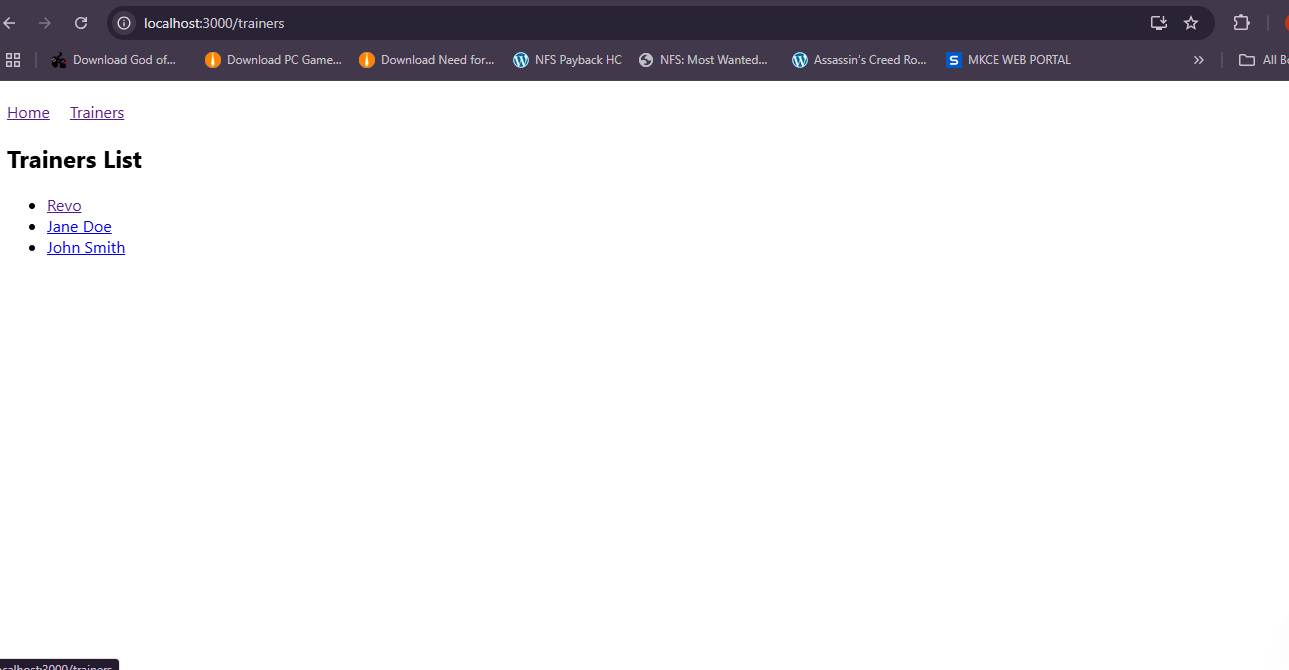 localhost:3000/trainers
Download God of... Download PC Game... Download Need for... NFS Payback HC NFS: Most Wanted... Assassin's Creed Ro... S MKCE WEB PORTAL » All Bo
Home Trainers
Trainers List
Revo
Jane Doe
John Smith
ocalhost:3000/trainers